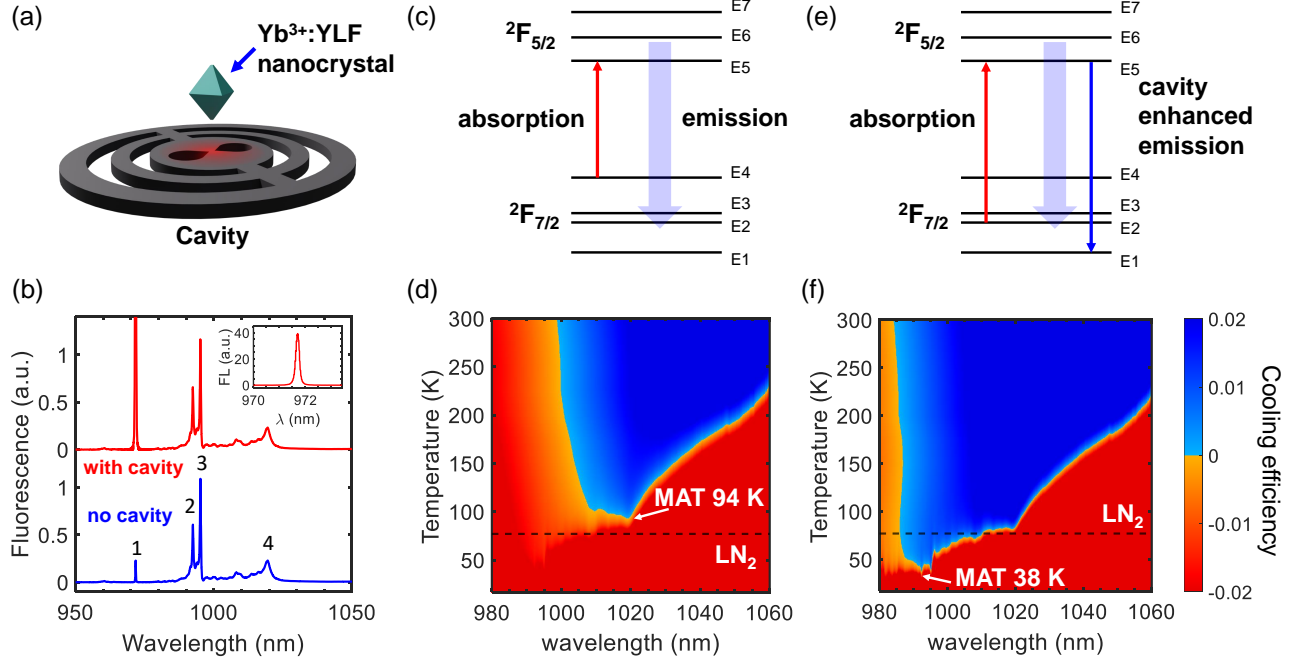 (a)
Yb³⁺:YLF
nanocrystal
Cavity
(b)
Fluorescence (a.u.)
1
0.5
0
1
0.5
0
with cavity
no cavity
1
2
3
4
FL (a.u.)
40
20
0
970
972
λ (nm)
950
1000
1050
Wavelength (nm)
(c)
²F₅/₂
E7
E6
E5
absorption
emission
E4
²F₇/₂
E3
E2
E1
(d)
Temperature (K)
300
250
200
150
100
50
MAT 94 K
LN₂
980
1000
1020
1040
1060
wavelength (nm)
(e)
²F₅/₂
E7
E6
E5
absorption
cavity
enhanced
emission
E4
²F₇/₂
E3
E2
E1
(f)
Temperature (K)
300
250
200
150
100
50
LN₂
MAT 38 K
980
1000
1020
1040
1060
wavelength (nm)
0.02
0.01
0
-0.01
-0.02
Cooling efficiency